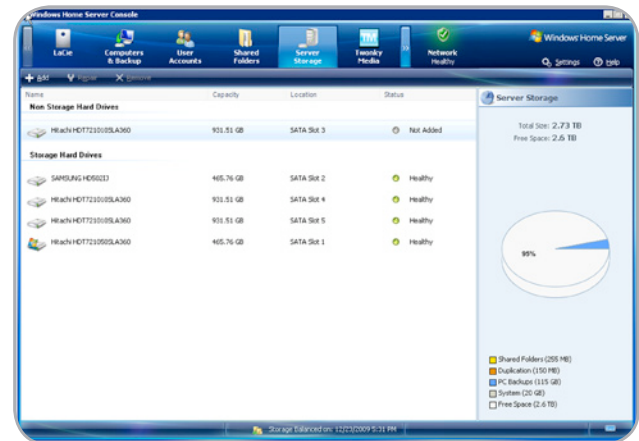 Windows Home Server Console
Windows Home Server
LaCie
Computers & Backup
User Accounts
Shared Folders
Server Storage
Twonky Media
Network Healthy
Settings
Help
Add
Repair
Remove
Name Capacity Location Status
Non Storage Hard Drives
Hitachi HDT721010SLA360 931.51 GB SATA Slot 3 Not Added
Storage Hard Drives
SAMSUNG HD502IJ 465.76 GB SATA Slot 2 Healthy
Hitachi HDT721010SLA360 931.51 GB SATA Slot 4 Healthy
Hitachi HDT721010SLA360 931.51 GB SATA Slot 5 Healthy
Hitachi HDT721050SLA360 465.76 GB SATA Slot 1 Healthy
Server Storage
Total Size: 2.73 TB
Free Space: 2.6 TB
95%
Shared Folders (255 MB)
Duplication (150 MB)
PC Backups (115 GB)
System (20 GB)
Free Space (2.6 TB)
Storage Balanced on: 12/23/2009 5:31 PM